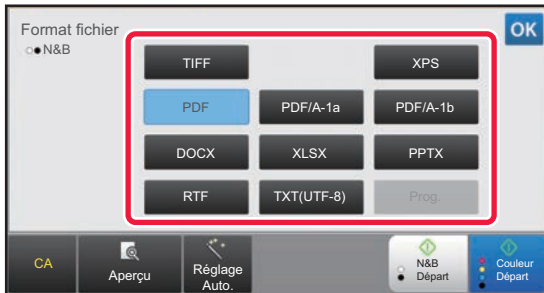 Format fichier
OK
N&B
TIFF
XPS
PDF
PDF/A-1a
PDF/A-1b
DOCX
XLSX
PPTX
RTF
TXT(UTF-8)
Prog.
CA
Aperçu
Réglage
Auto.
N&B
Départ
Couleur
Départ